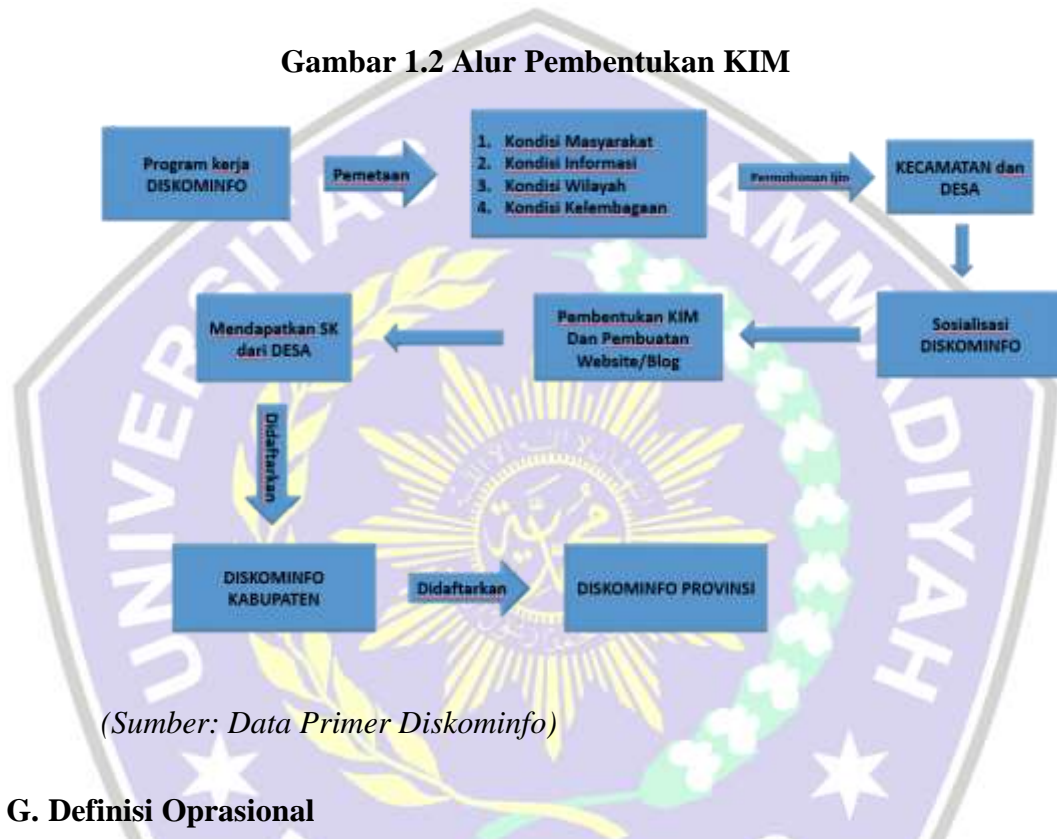 Gambar 1.2 Alur Pembentukan KIM
Program kerja
DISKOMINFO
Pemetaan
1. Kondisi Masyarakat
2. Kondisi Informasi
3. Kondisi Wilayah
4. Kondisi Kelembagaan
Permohonan Ijin
KECAMATAN dan
DESA
Sosialisasi
DISKOMINFO
Pembentukan KIM
Dan Pembuatan
Website/Blog
Mendapatkan SK
dari DESA
Didaftarkan
DISKOMINFO
KABUPATEN
Didaftarkan
DISKOMINFO PROVINSI
(Sumber: Data Primer Diskominfo)
G. Definisi Oprasional